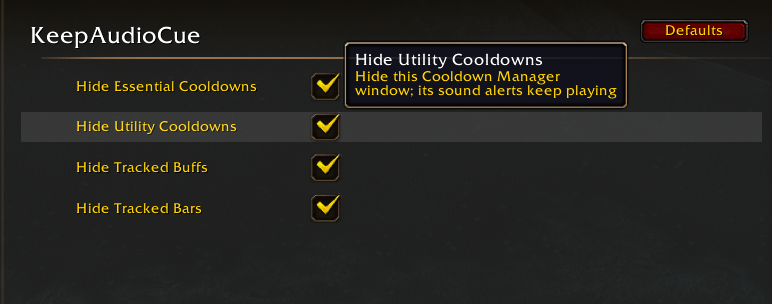 KeepAudioCue
Defaults
Hide Utility Cooldowns
Hide this Cooldown Manager
window; its sound alerts keep playing
Hide Essential Cooldowns
Hide Utility Cooldowns
Hide Tracked Buffs
Hide Tracked Bars